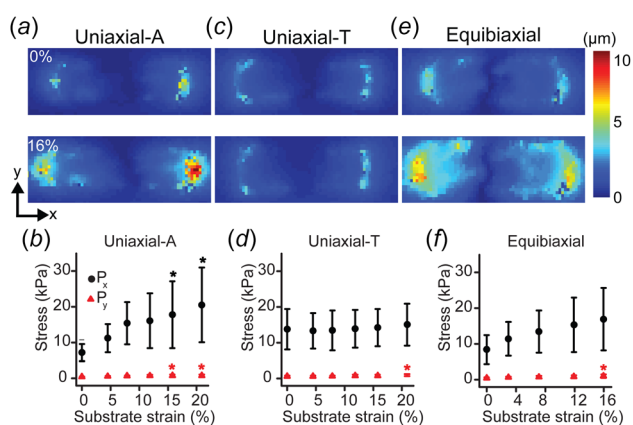 (a) Uniaxial-A
(c) Uniaxial-T
(e) Equibiaxial
(μm)
0%
10
5
0
16%
y
x
(b) Uniaxial-A
Stress (kPa)
30
20
10
0
Px
Py
* *
* *
0 5 10 15 20
Substrate strain (%)
(d) Uniaxial-T
Stress (kPa)
30
20
10
0
*
0 5 10 15 20
Substrate strain (%)
(f) Equibiaxial
Stress (kPa)
30
20
10
0
*
0 4 8 12 16
Substrate strain (%)